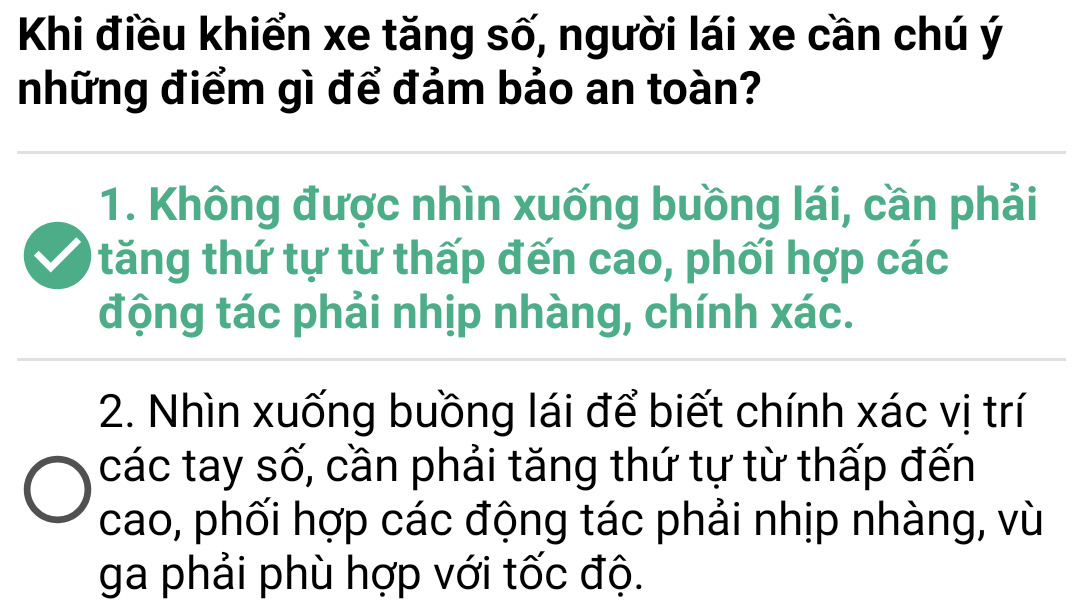 Khi điều khiển xe tăng số, người lái xe cần chú ý
những điểm gì để đảm bảo an toàn?
1. Không được nhìn xuống buồng lái, cần phải
tăng thứ tự từ thấp đến cao, phối hợp các
động tác phải nhịp nhàng, chính xác.
2. Nhìn xuống buồng lái để biết chính xác vị trí
các tay số, cần phải tăng thứ tự từ thấp đến
cao, phối hợp các động tác phải nhịp nhàng, vù
ga phải phù hợp với tốc độ.